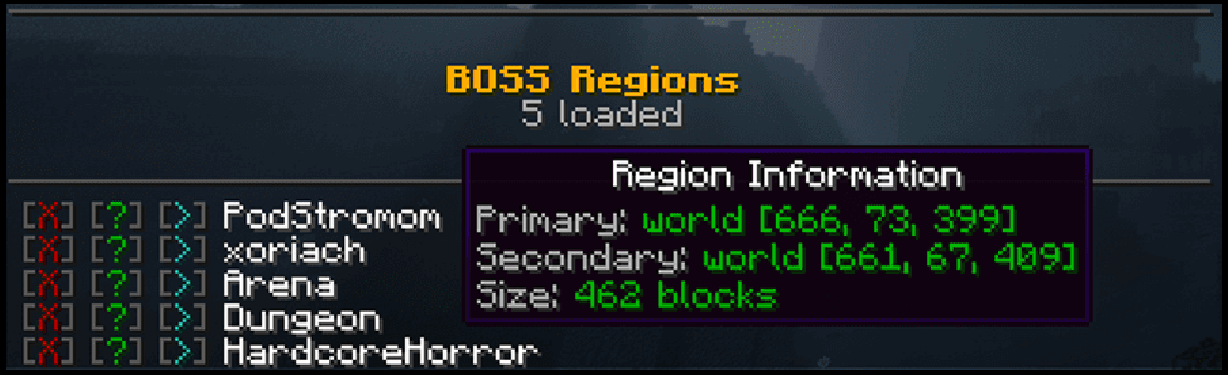 BOSS Regions
5 loaded
Region Information
Primary: world [666, 73, 399]
Secondary: world [661, 67, 409]
Size: 462 blocks
[X] [?] [>] PodStromom
[X] [?] [>] xoriach
[X] [?] [>] Arena
[X] [?] [>] Dungeon
[X] [?] [>] HardcoreHorror